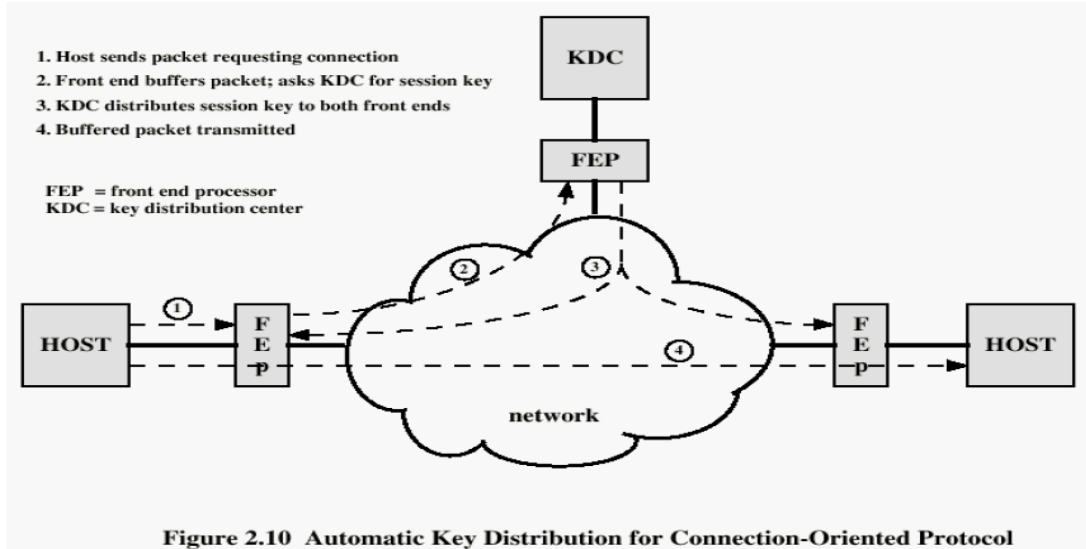 1. Host sends packet requesting connection
2. Front end buffers packet; asks KDC for session key
3. KDC distributes session key to both front ends
4. Buffered packet transmitted
FEP = front end processor
KDC = key distribution center
KDC
FEP
2
3
1
HOST
F
E
p
4
F
E
p
HOST
network
Figure 2.10 Automatic Key Distribution for Connection-Oriented Protocol